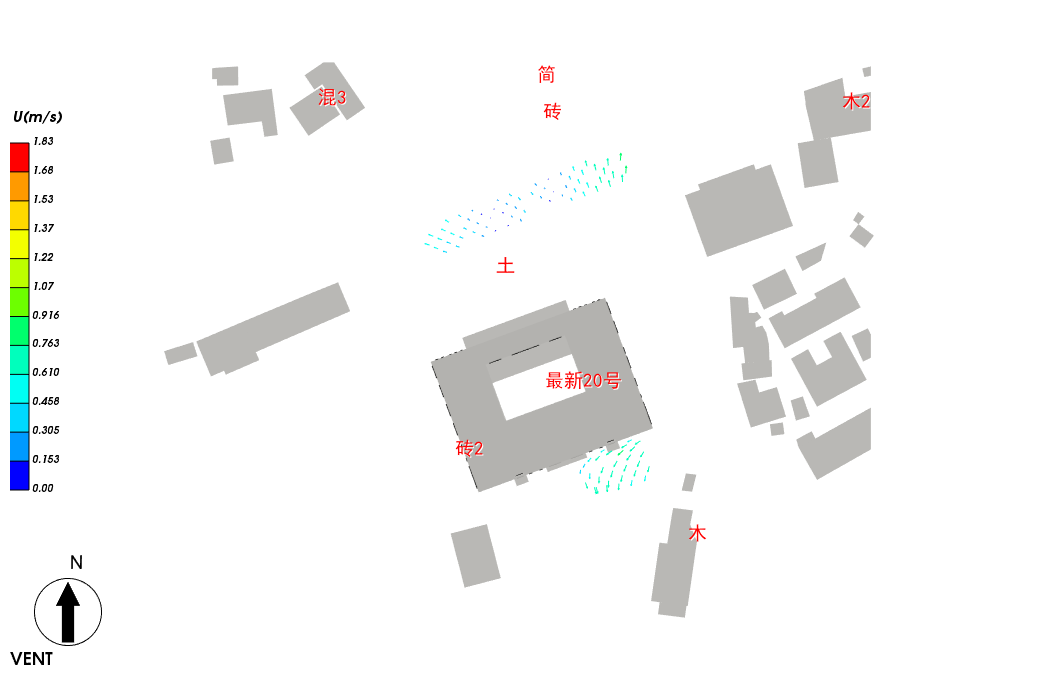 简
混3
木2
砖
U(m/s)
1.83
1.68
1.53
1.37
1.22
1.07
0.916
0.763
0.610
0.458
0.305
0.153
0.00
土
最新20号
砖2
木
N
VENT